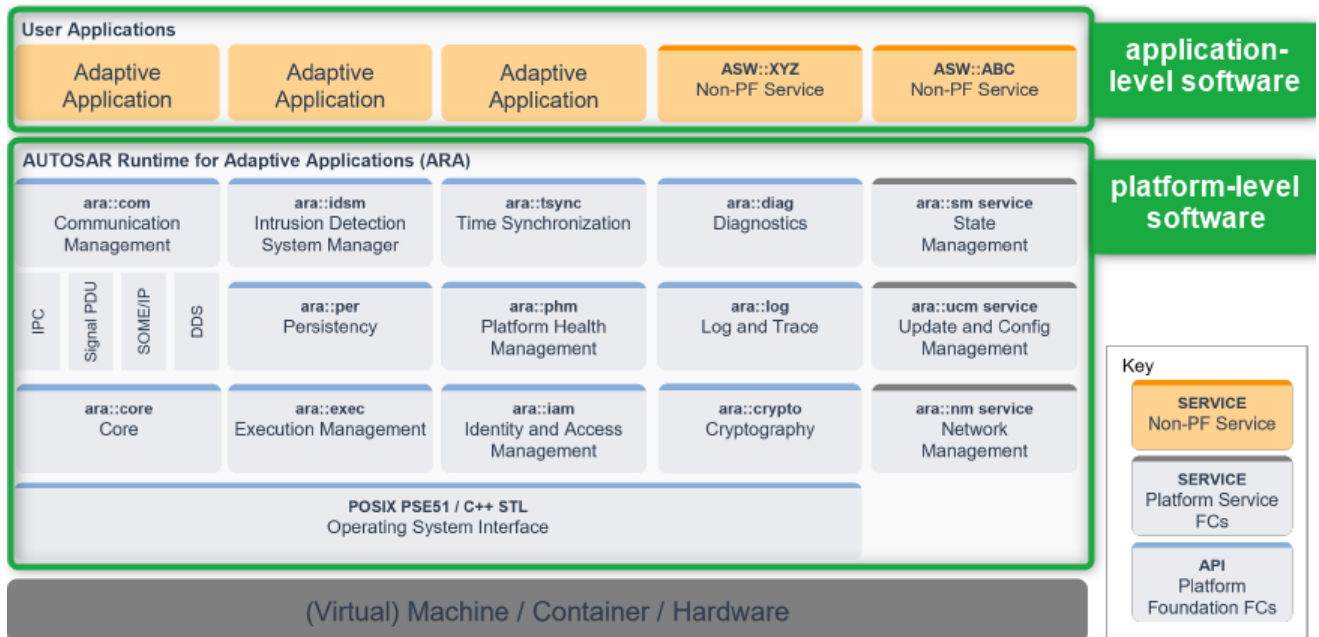 User Applications
Adaptive
Application
Adaptive
Application
Adaptive
Application
ASW::XYZ
Non-PF Service
ASW::ABC
Non-PF Service
application-
level software
AUTOSAR Runtime for Adaptive Applications (ARA)
ara::com
Communication
Management
ara::idsm
Intrusion Detection
System Manager
ara::tsync
Time Synchronization
ara::diag
Diagnostics
ara::sm service
State
Management
platform-level
software
IPC
Signal PDU
SOME/IP
DDS
ara::per
Persistency
ara::phm
Platform Health
Management
ara::log
Log and Trace
ara::ucm service
Update and Config
Management
ara::core
Core
ara::exec
Execution Management
ara::iam
Identity and Access
Management
ara::crypto
Cryptography
ara::nm service
Network
Management
POSIX PSE51 / C++ STL
Operating System Interface
(Virtual) Machine / Container / Hardware
Key
SERVICE
Non-PF Service
SERVICE
Platform Service
FCs
API
Platform
Foundation FCs